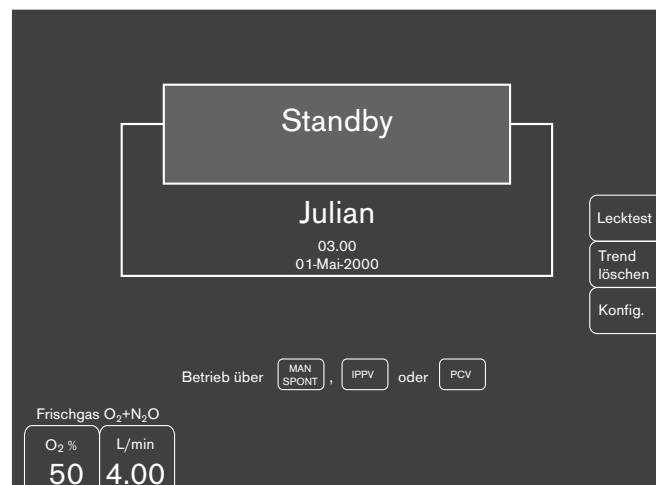 Standby
Julian
03.00
01-Mai-2000
Lecktest
Trend
löschen
Konfig.
Betrieb über MAN SPONT , IPPV oder PCV
Frischgas O₂+N₂O
O₂ % L/min
50 4.00